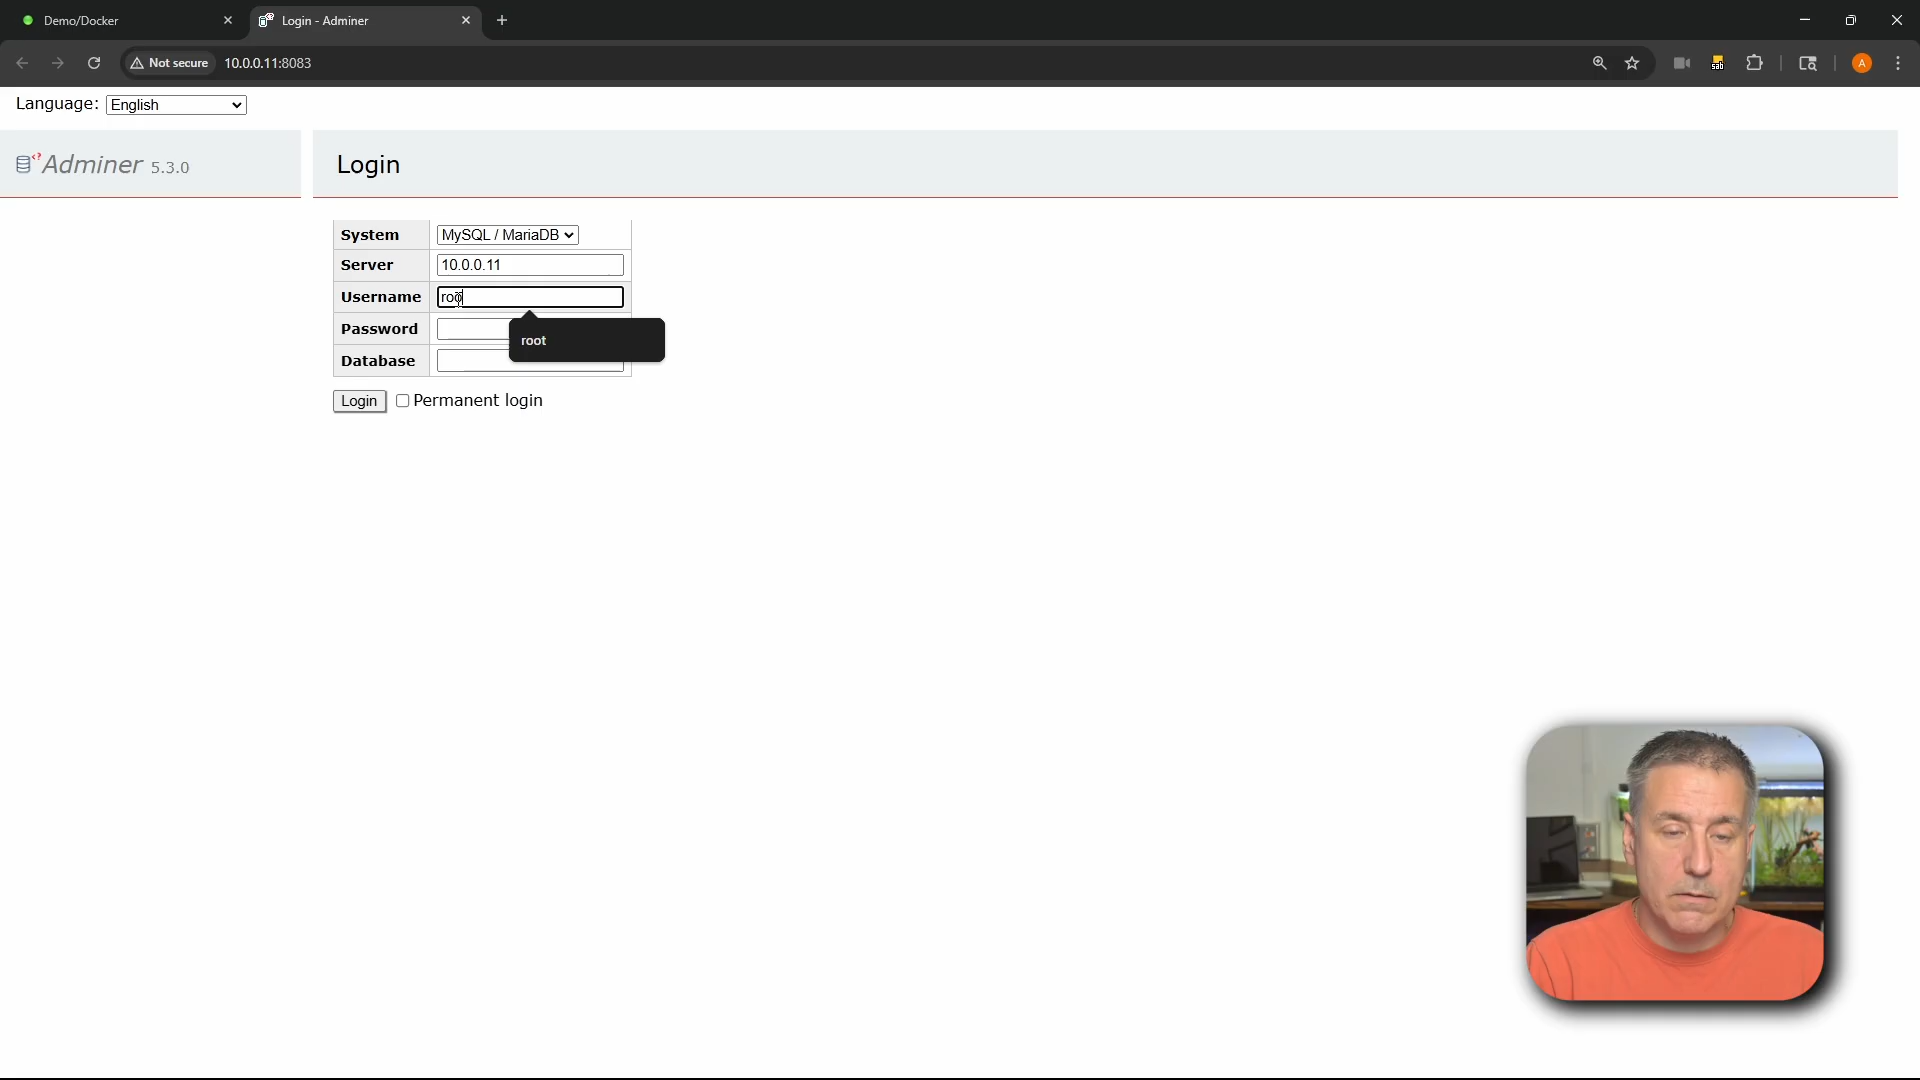 Demo/Docker
Login - Adminer
Not secure
10.0.0.11:8083
sab
A
Language: English
Adminer 5.3.0
Login
System MySQL / MariaDB
Server 10.0.0.11
Username roo
Password
root
Database
Login Permanent login